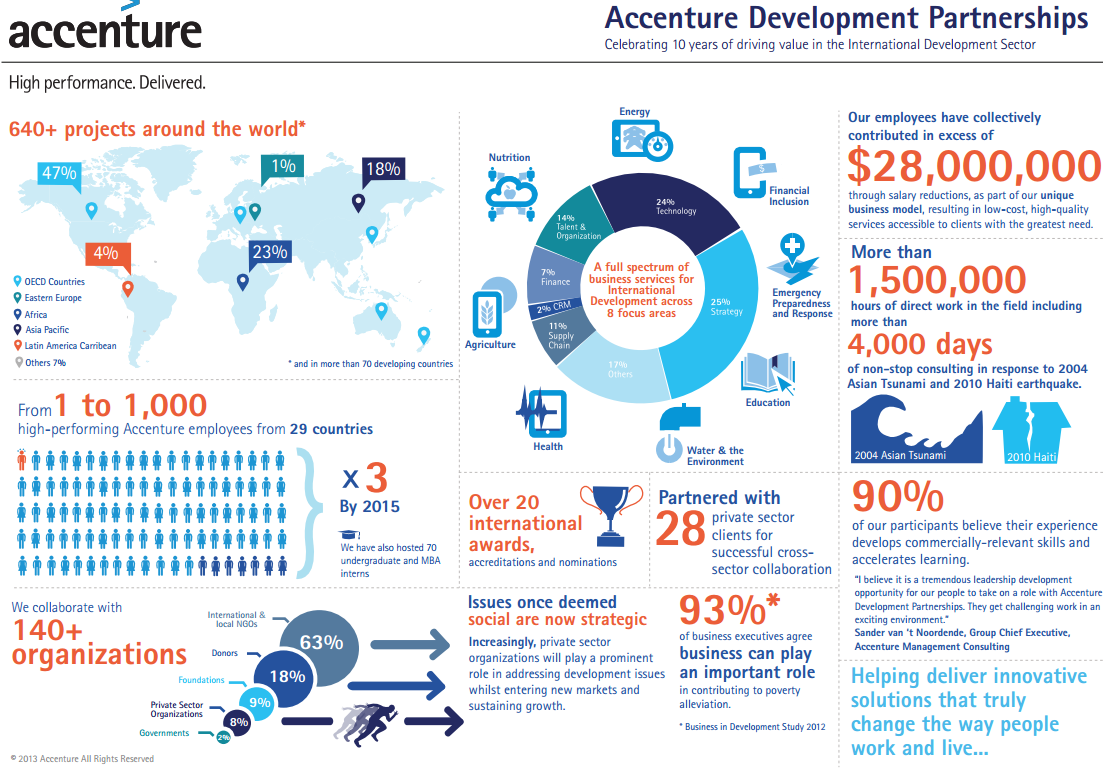 accenture
High performance. Delivered.
Accenture Development Partnerships
Celebrating 10 years of driving value in the International Development Sector
640+ projects around the world*
47%
1%
18%
4%
23%
OECD Countries
Eastern Europe
Africa
Asia Pacific
Latin America Carribean
Others 7%
* and in more than 70 developing countries
From 1 to 1,000
high-performing Accenture employees from 29 countries
x 3
By 2015
We have also hosted 70
undergraduate and MBA
interns
We collaborate with
140+
organizations
International &
local NGOs
63%
Donors
18%
Foundations
9%
Private Sector
Organizations
8%
Governments
2%
© 2013 Accenture All Rights Reserved
Energy
Nutrition
Financial
Inclusion
Emergency
Preparedness
and Response
Agriculture
Education
Health
Water & the
Environment
24%
Technology
14%
Talent &
Organization
7%
Finance
2% CRM
11%
Supply
Chain
17%
Others
25%
Strategy
A full spectrum of
business services for
International
Development across
8 focus areas
Over 20
international
awards,
accreditations and nominations
Partnered with
28
private sector
clients for
successful cross-
sector collaboration
Issues once deemed
social are now strategic
Increasingly, private sector
organizations will play a prominent
role in addressing development issues
whilst entering new markets and
sustaining growth.
93%*
of business executives agree
business can play
an important role
in contributing to poverty
alleviation.
* Business in Development Study 2012
Our employees have collectively
contributed in excess of
$28,000,000
through salary reductions, as part of our unique
business model, resulting in low-cost, high-quality
services accessible to clients with the greatest need.
More than
1,500,000
hours of direct work in the field including
more than
4,000 days
of non-stop consulting in response to 2004
Asian Tsunami and 2010 Haiti earthquake.
2004 Asian Tsunami
2010 Haiti
90%
of our participants believe their experience
develops commercially-relevant skills and
accelerates learning.
"I believe it is a tremendous leadership development
opportunity for our people to take on a role with Accenture
Development Partnerships. They get challenging work in an
exciting environment."
Sander van 't Noordende, Group Chief Executive,
Accenture Management Consulting
Helping deliver innovative
solutions that truly
change the way people
work and live...